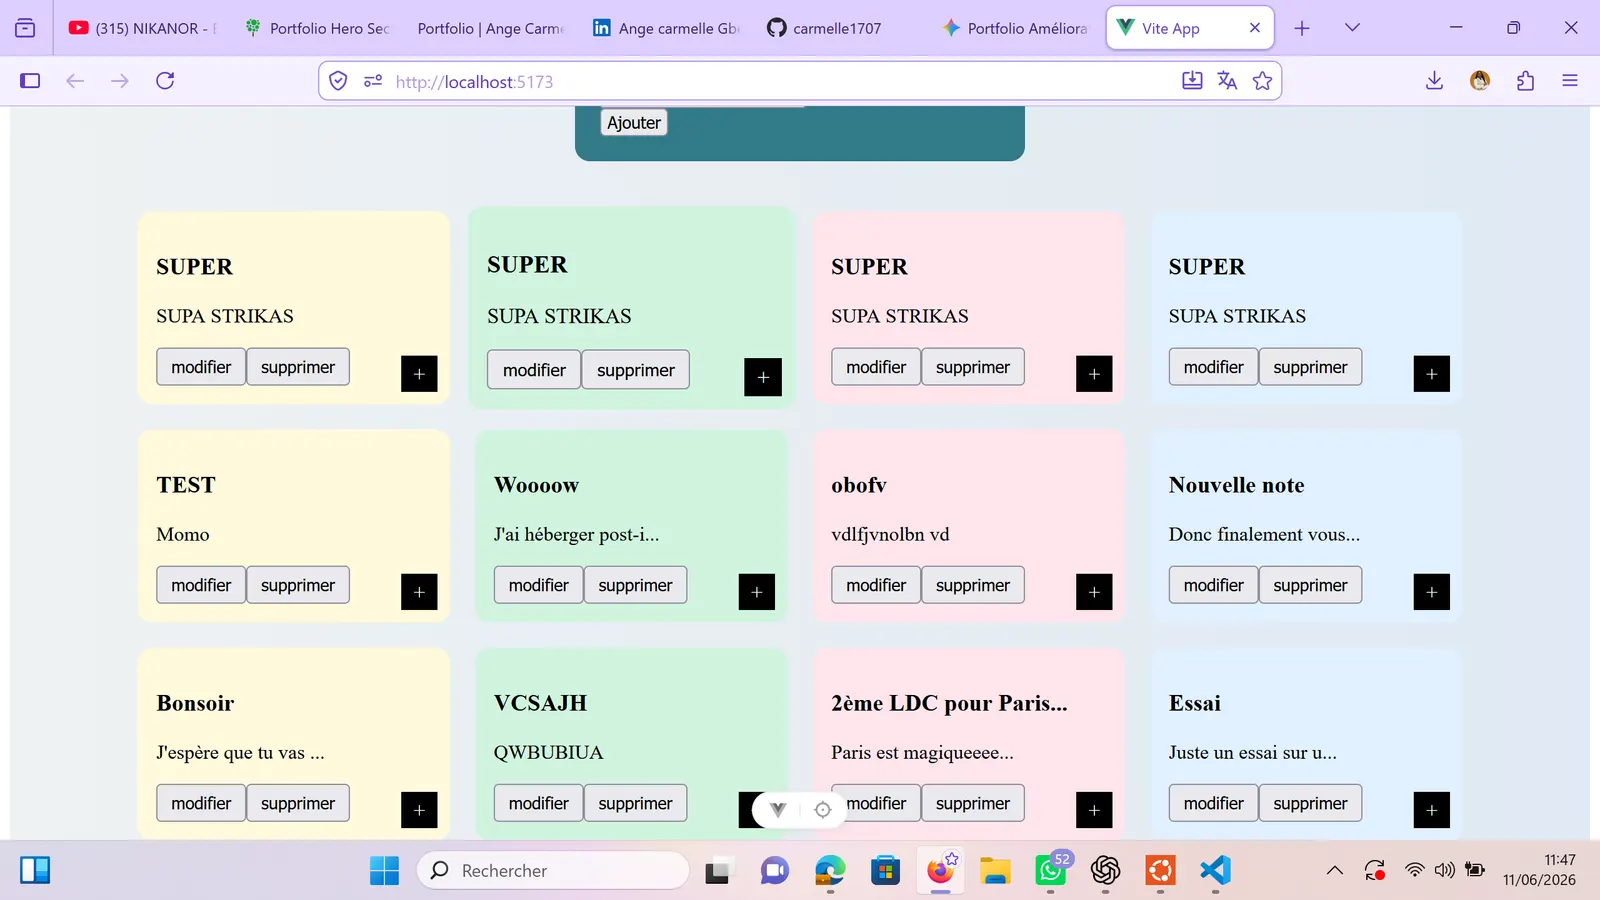 (315) NIKANOR -
Portfolio Hero Sec
Portfolio | Ange Carme
Ange carmelle Gb
carmelle1707
Portfolio Améliora
Vite App
http://localhost:5173
Ajouter
SUPER
SUPA STRIKAS
modifier supprimer +
SUPER
SUPA STRIKAS
modifier supprimer +
SUPER
SUPA STRIKAS
modifier supprimer +
SUPER
SUPA STRIKAS
modifier supprimer +
TEST
Momo
modifier supprimer +
Woooow
J'ai héberger post-i...
modifier supprimer +
obofv
vdlfjvnolbn vd
modifier supprimer +
Nouvelle note
Donc finalement vous...
modifier supprimer +
Bonsoir
J'espère que tu vas ...
modifier supprimer +
VCSAJH
QWBUBIUA
modifier supprimer
2ème LDC pour Paris...
Paris est magiqueeee...
modifier supprimer +
Essai
Juste un essai sur u...
modifier supprimer +
Rechercher
52
11:47
11/06/2026